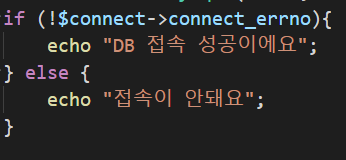 if (!$connect->connect_errno){
echo "DB 접속 성공이에요";
} else {
echo "접속이 안돼요";
}